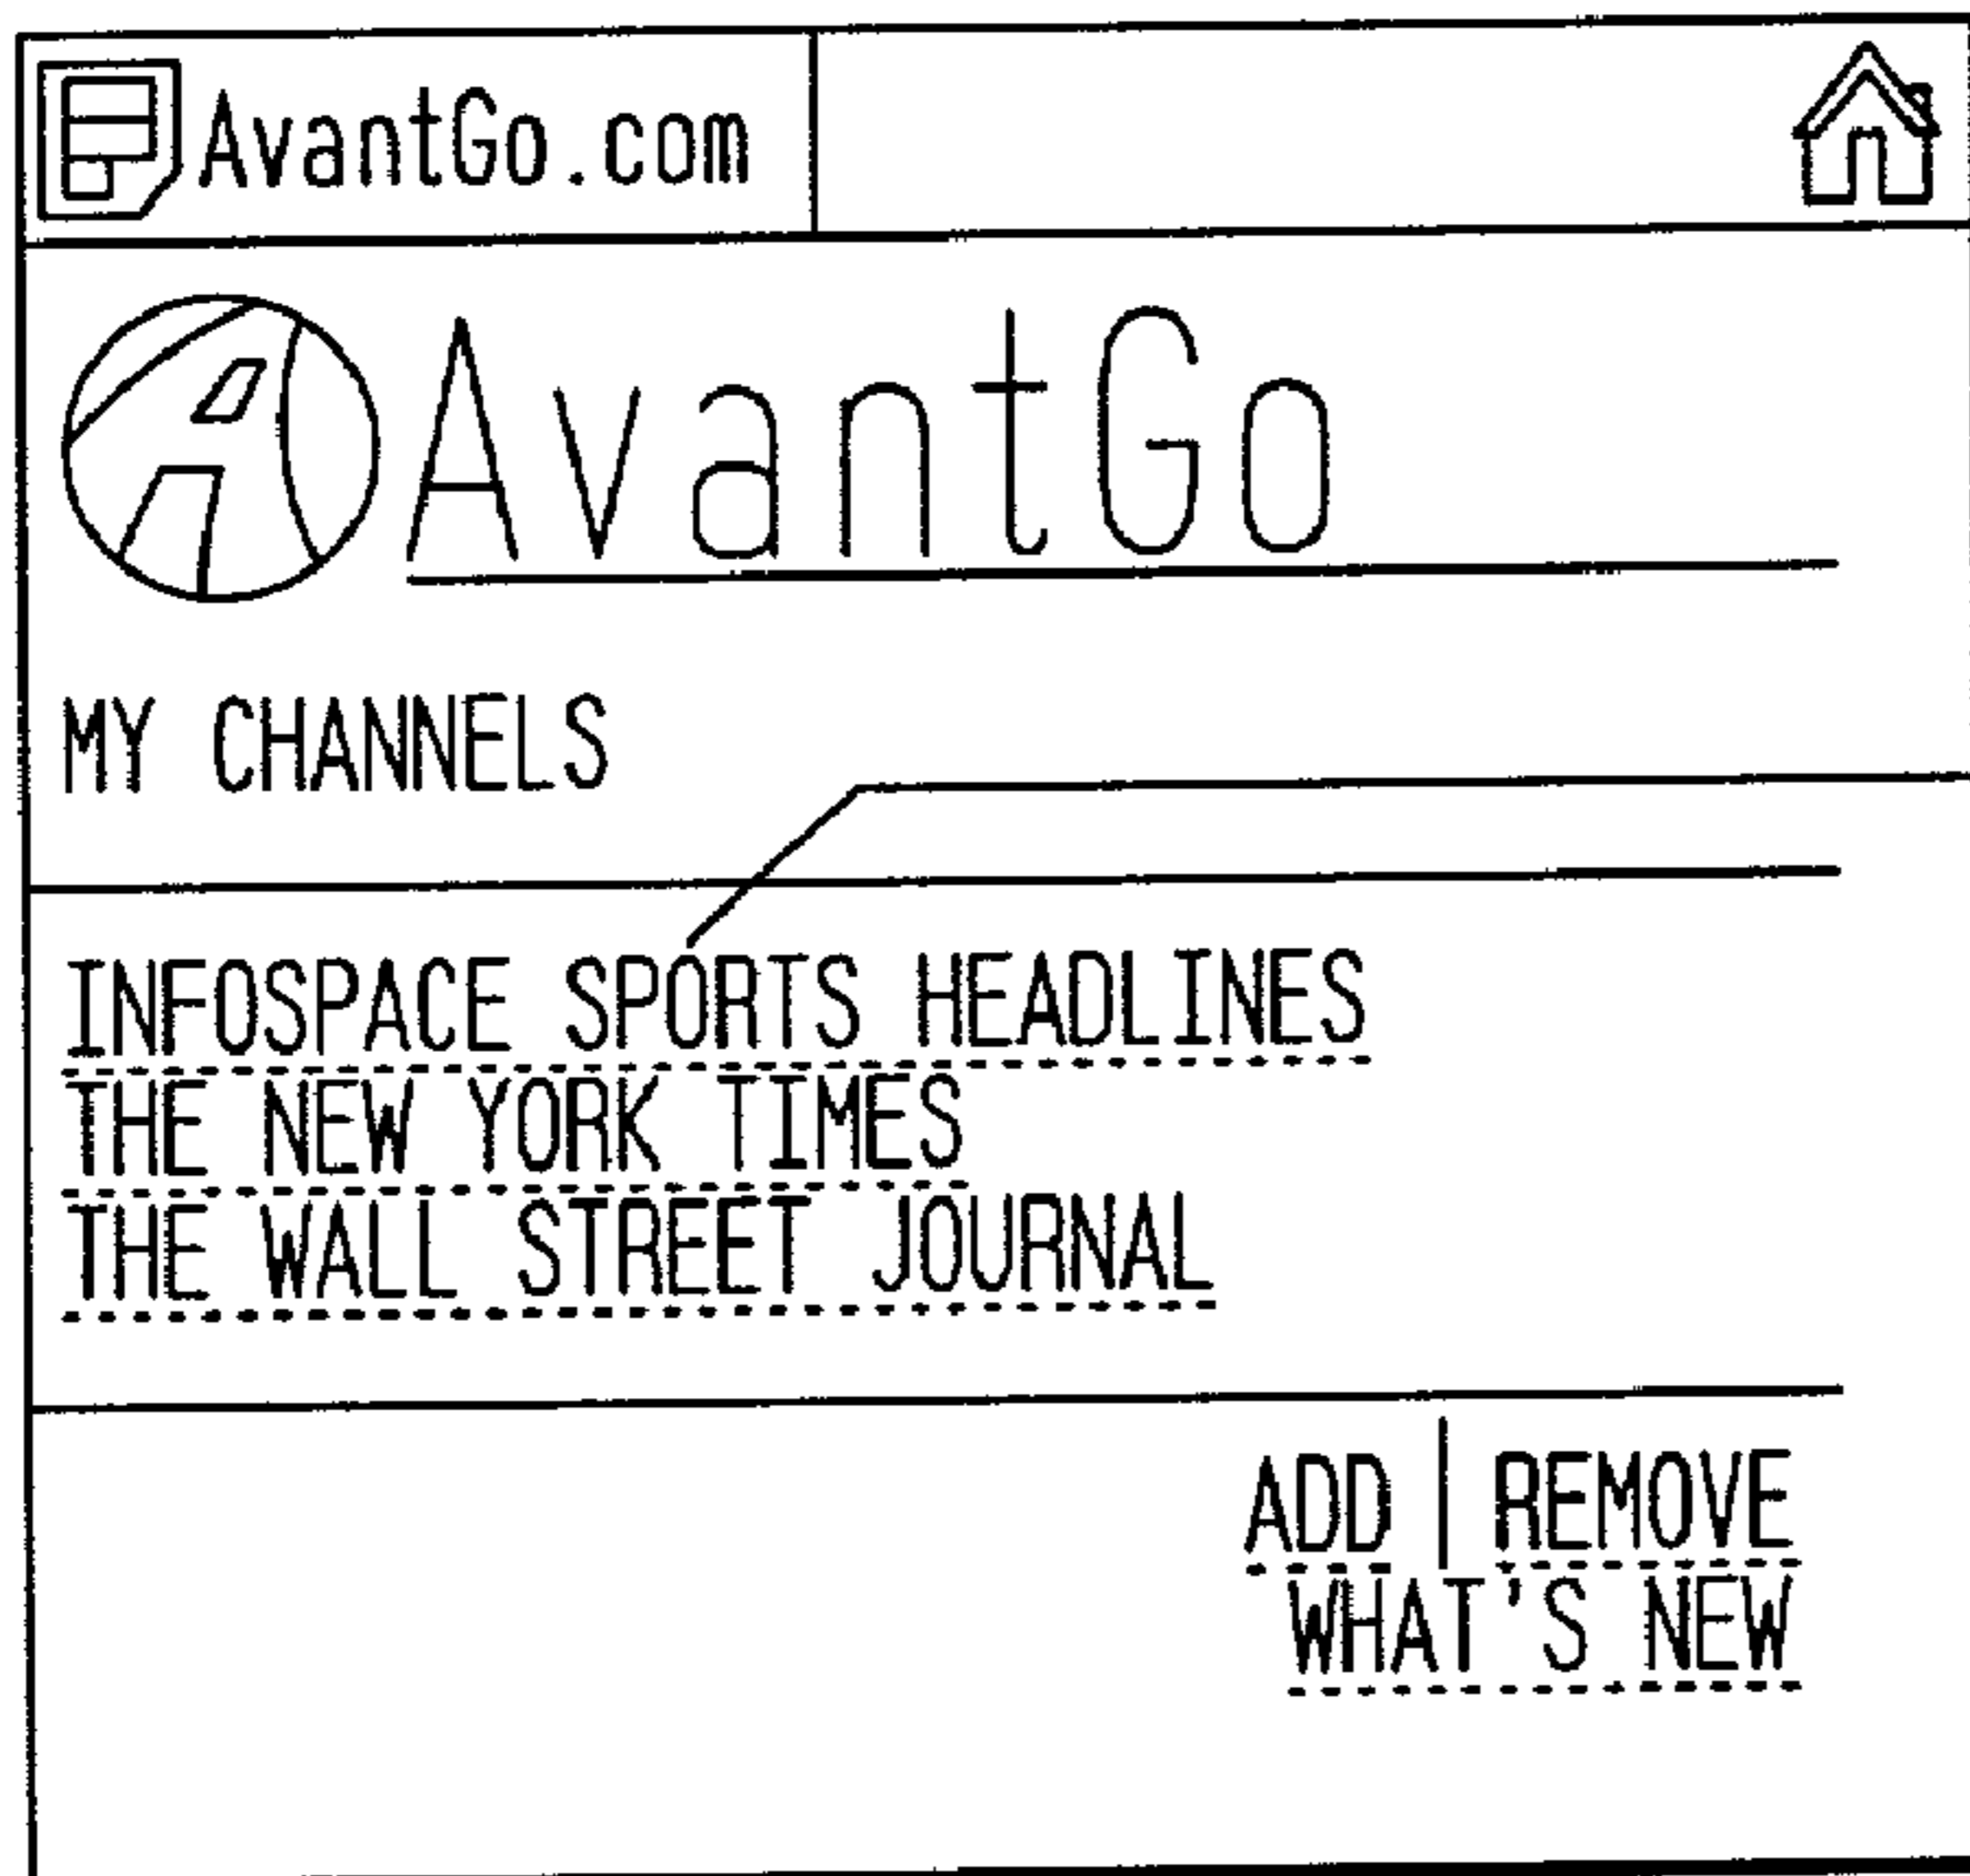 AvantGo.com
AvantGo
MY CHANNELS
INFOSPACE SPORTS HEADLINES
THE NEW YORK TIMES
THE WALL STREET JOURNAL
ADD | REMOVE
WHAT'S NEW